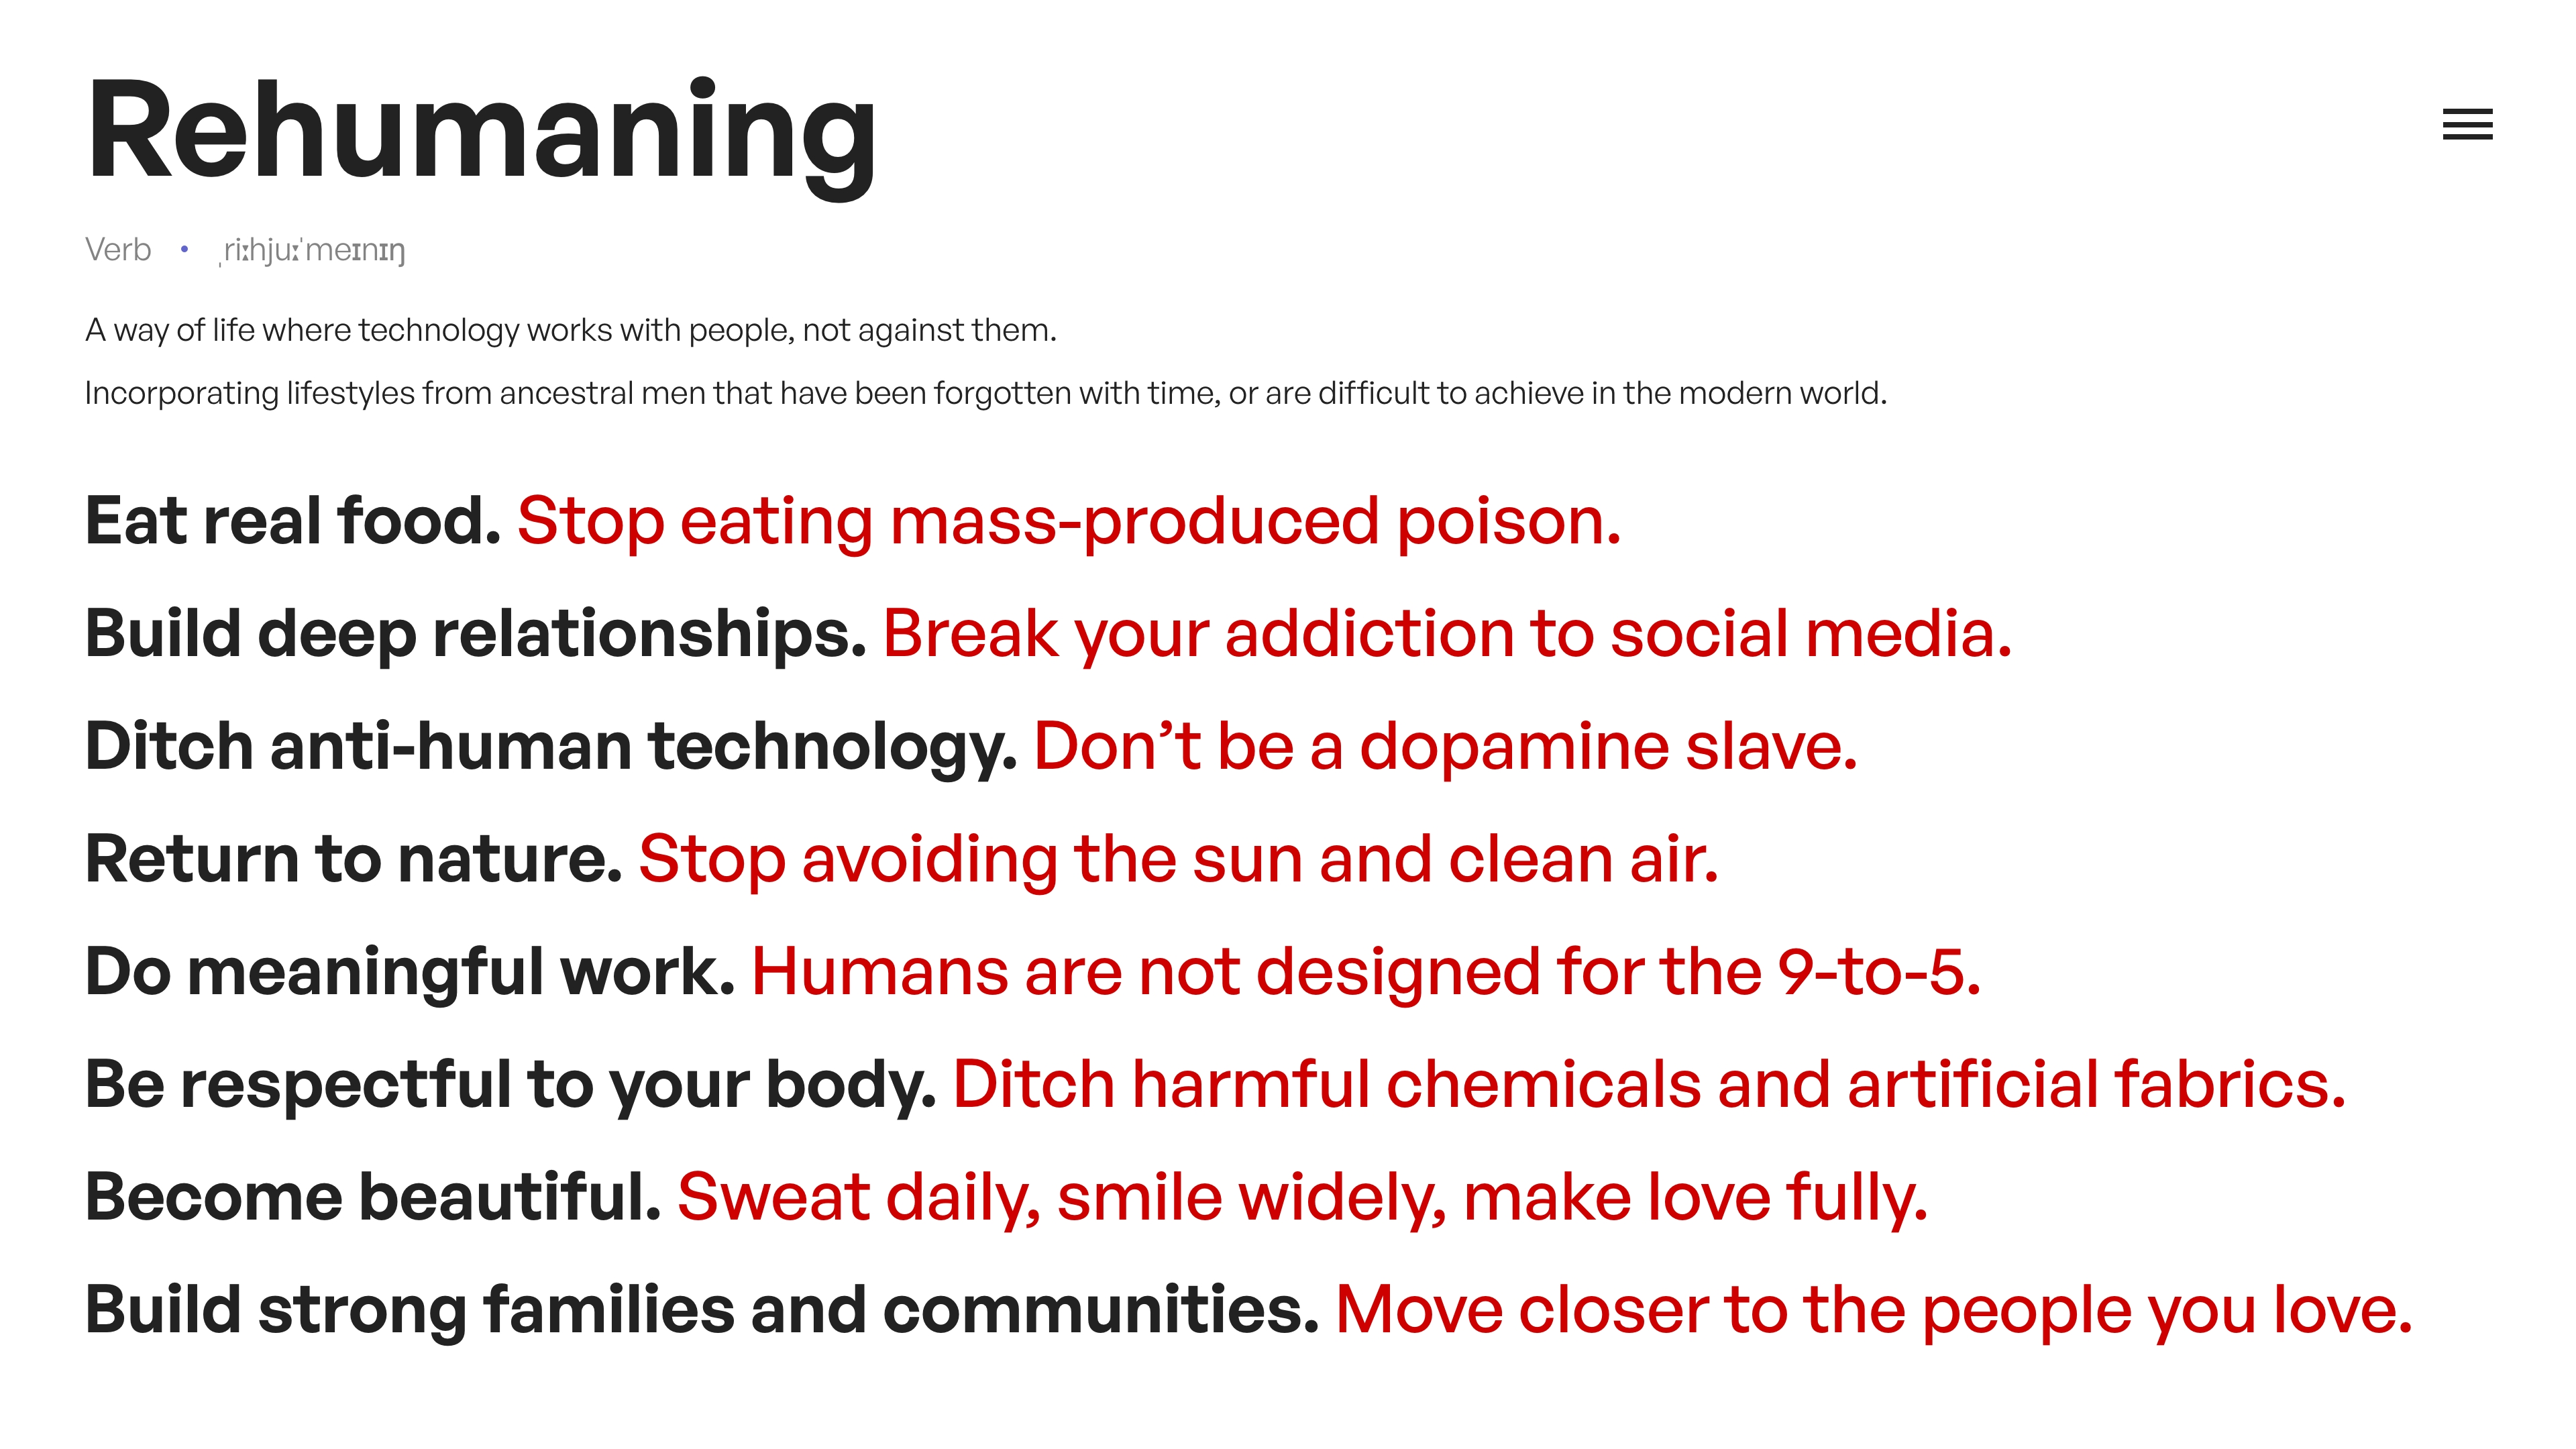 Rehumaning
Verb • ˌriːhjuːˈmeɪnɪŋ
A way of life where technology works with people, not against them.
Incorporating lifestyles from ancestral men that have been forgotten with time, or are difficult to achieve in the modern world.
Eat real food. Stop eating mass-produced poison.
Build deep relationships. Break your addiction to social media.
Ditch anti-human technology. Don’t be a dopamine slave.
Return to nature. Stop avoiding the sun and clean air.
Do meaningful work. Humans are not designed for the 9-to-5.
Be respectful to your body. Ditch harmful chemicals and artificial fabrics.
Become beautiful. Sweat daily, smile widely, make love fully.
Build strong families and communities. Move closer to the people you love.